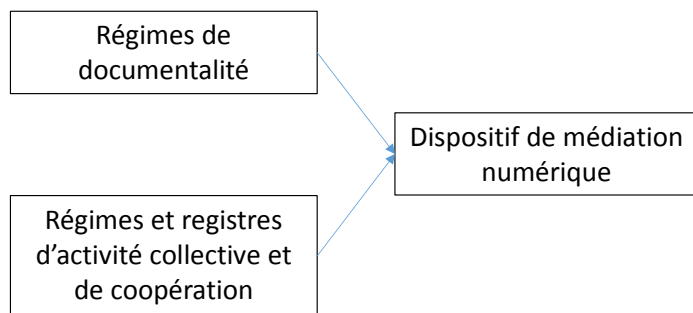 Régimes de
documentalité
Dispositif de médiation
numérique
Régimes et registres
d'activité collective et
de coopération